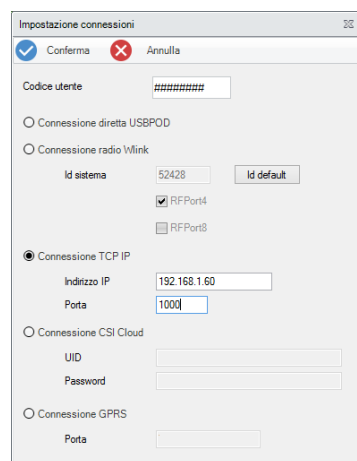 Impostazione connessioni
Conferma Annulla
Codice utente ########
Connessione diretta USBPOD
Connessione radio Wlink
Id sistema 52428 Id default
RFPort4
RFPort8
Connessione TCP IP
Indirizzo IP 192.168.1.60
Porta 1000
Connessione CSI Cloud
UID
Password
Connessione GPRS
Porta